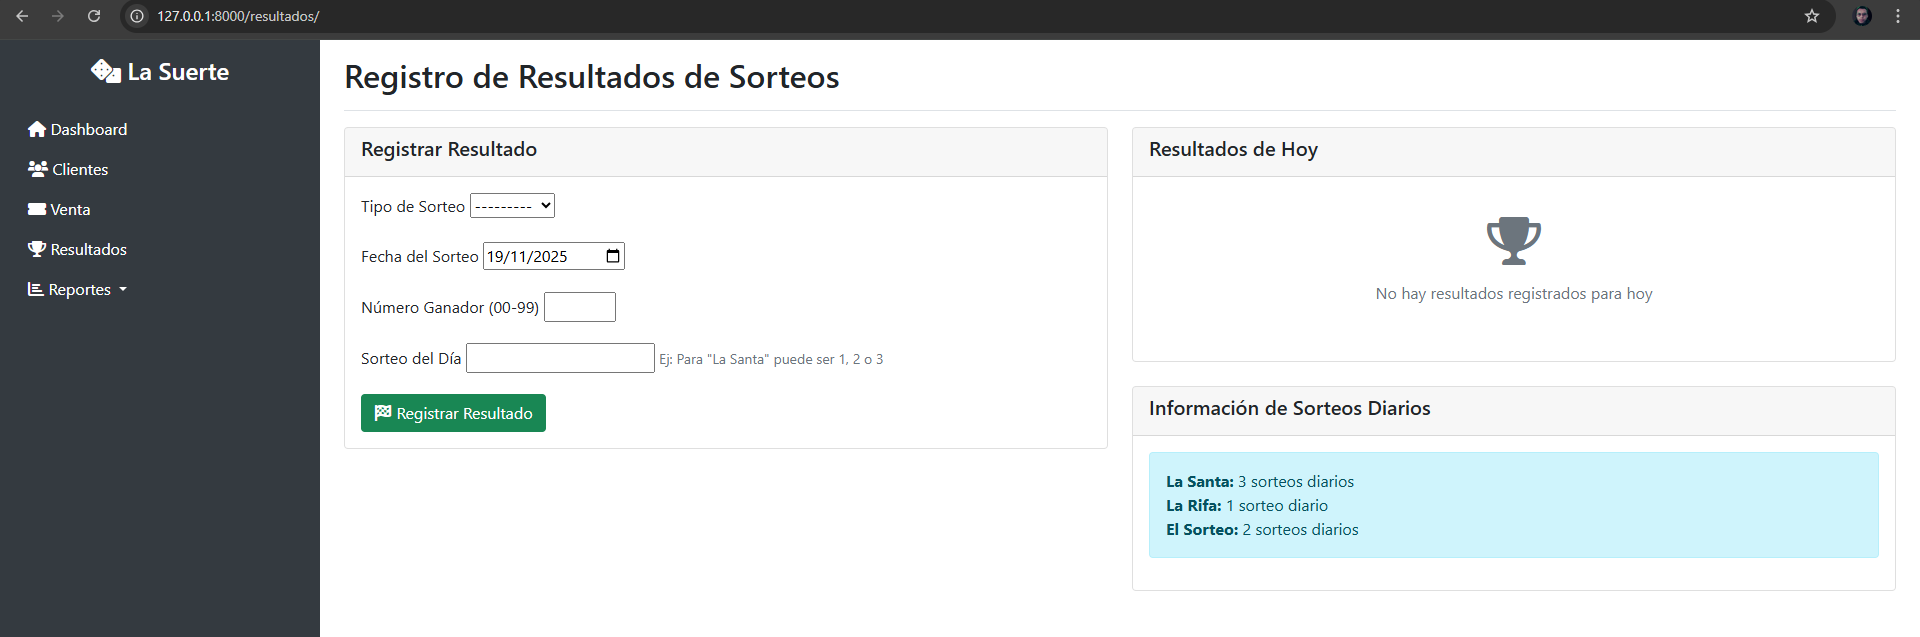 127.0.0.1:8000/resultados/
La Suerte
Dashboard
Clientes
Venta
Resultados
Reportes
Registro de Resultados de Sorteos
Registrar Resultado
Tipo de Sorteo ---------
Fecha del Sorteo 19/11/2025
Número Ganador (00-99)
Sorteo del Día Ej: Para "La Santa" puede ser 1, 2 o 3
Registrar Resultado
Resultados de Hoy
No hay resultados registrados para hoy
Información de Sorteos Diarios
La Santa: 3 sorteos diarios
La Rifa: 1 sorteo diario
El Sorteo: 2 sorteos diarios